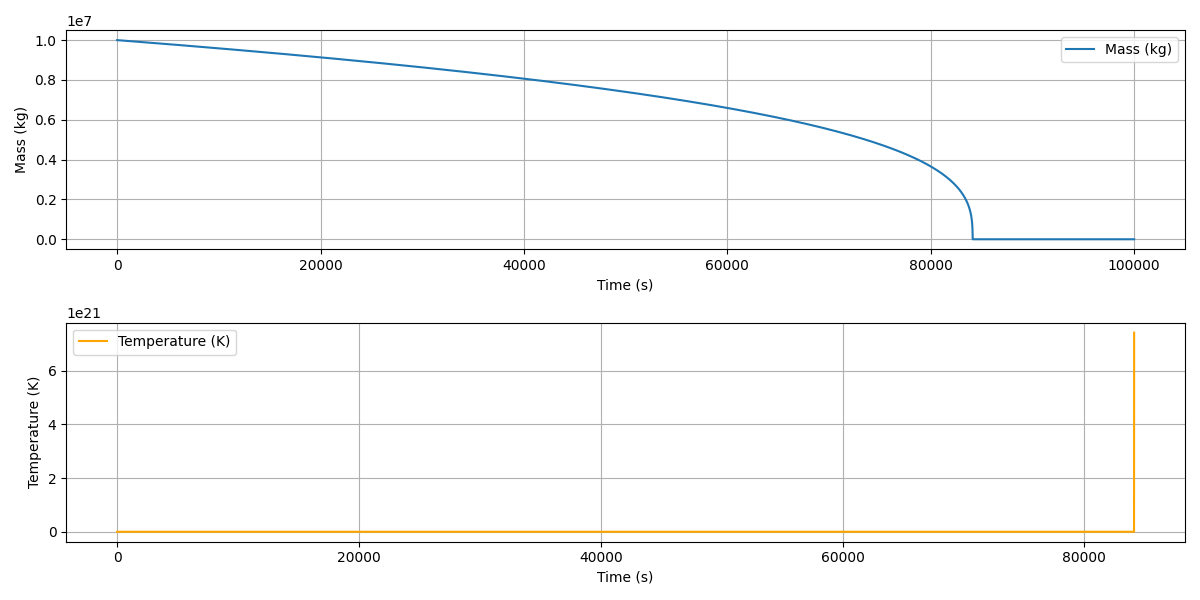 1e7
1.0
0.8
0.6
0.4
0.2
0.0
Mass (kg)
Mass (kg)
0 20000 40000 60000 80000 100000
Time (s)
1e21
6
4
2
0
Temperature (K)
Temperature (K)
0 20000 40000 60000 80000
Time (s)